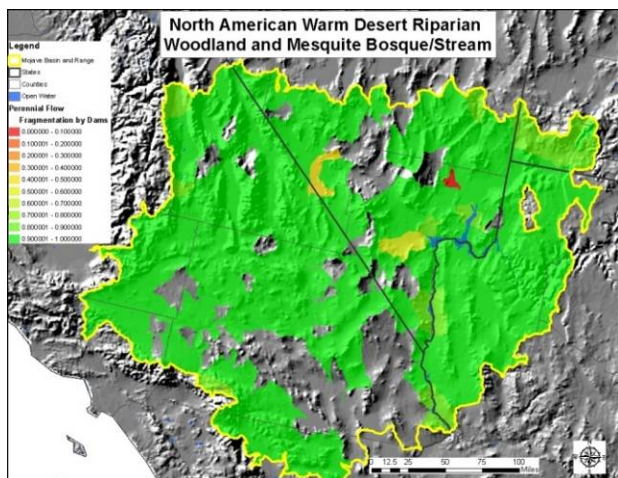 North American Warm Desert Riparian
Woodland and Mesquite Bosque/Stream
Legend
Mojave Basin and Range
States
Counties
Open Water
Perennial Flow
Fragmentation by Dams
0.000000 - 0.100000
0.100001 - 0.200000
0.200001 - 0.300000
0.300001 - 0.400000
0.400001 - 0.500000
0.500001 - 0.600000
0.600001 - 0.700000
0.700001 - 0.800000
0.800001 - 0.900000
0.900001 - 1.000000
0 12.5 25 50 75 100
Miles